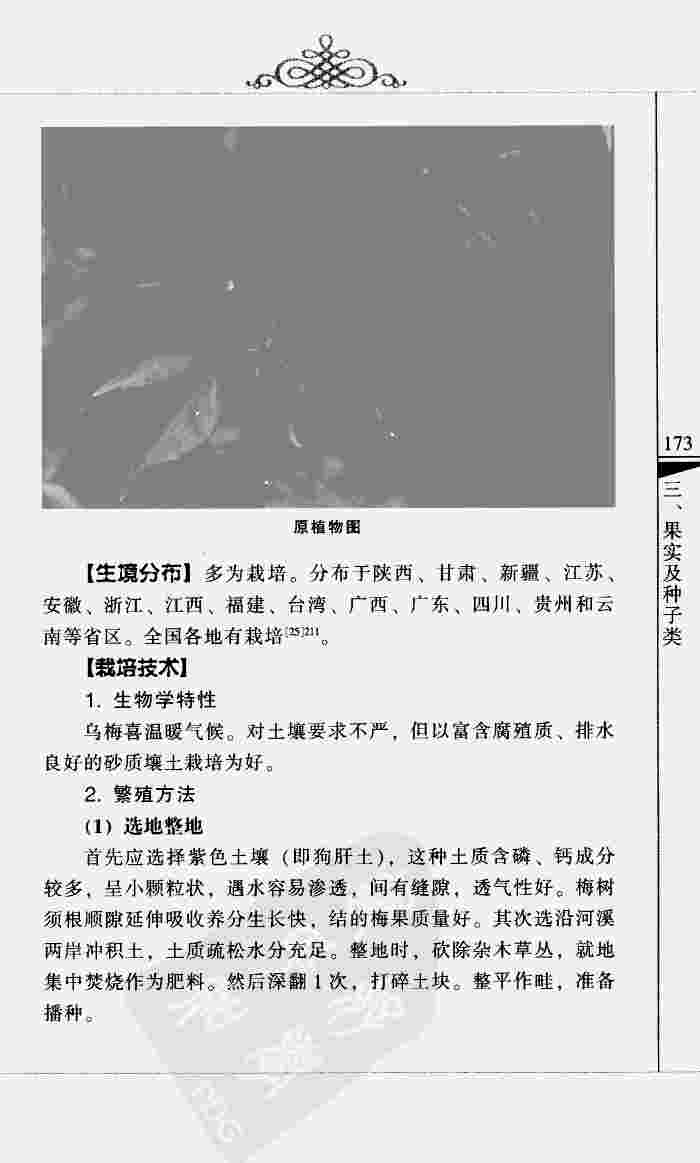 原植物图
【生境分布】 多为栽培。分布于陕西、甘肃、新疆、江苏、
安徽、浙江、江西、福建、台湾、广西、广东、四川、贵州和云
南等省区。全国各地有栽培[25]211。
【栽培技术】
1. 生物学特性
乌梅喜温暖气候。对土壤要求不严，但以富含腐殖质、排水
良好的砂质壤土栽培为好。
2. 繁殖方法
(1) 选地整地
首先应选择紫色土壤（即狗肝土），这种土质含磷、钙成分
较多，呈小颗粒状，遇水容易渗透，间有缝隙，透气性好。梅树
须根顺隙延伸吸收养分生长快，结的梅果质量好。其次选沿河溪
两岸冲积土，土质疏松水分充足。整地时，砍除杂木草丛，就地
集中焚烧作为肥料。然后深翻 1 次，打碎土块。整平作畦，准备
播种。
173
三、果实及种子类